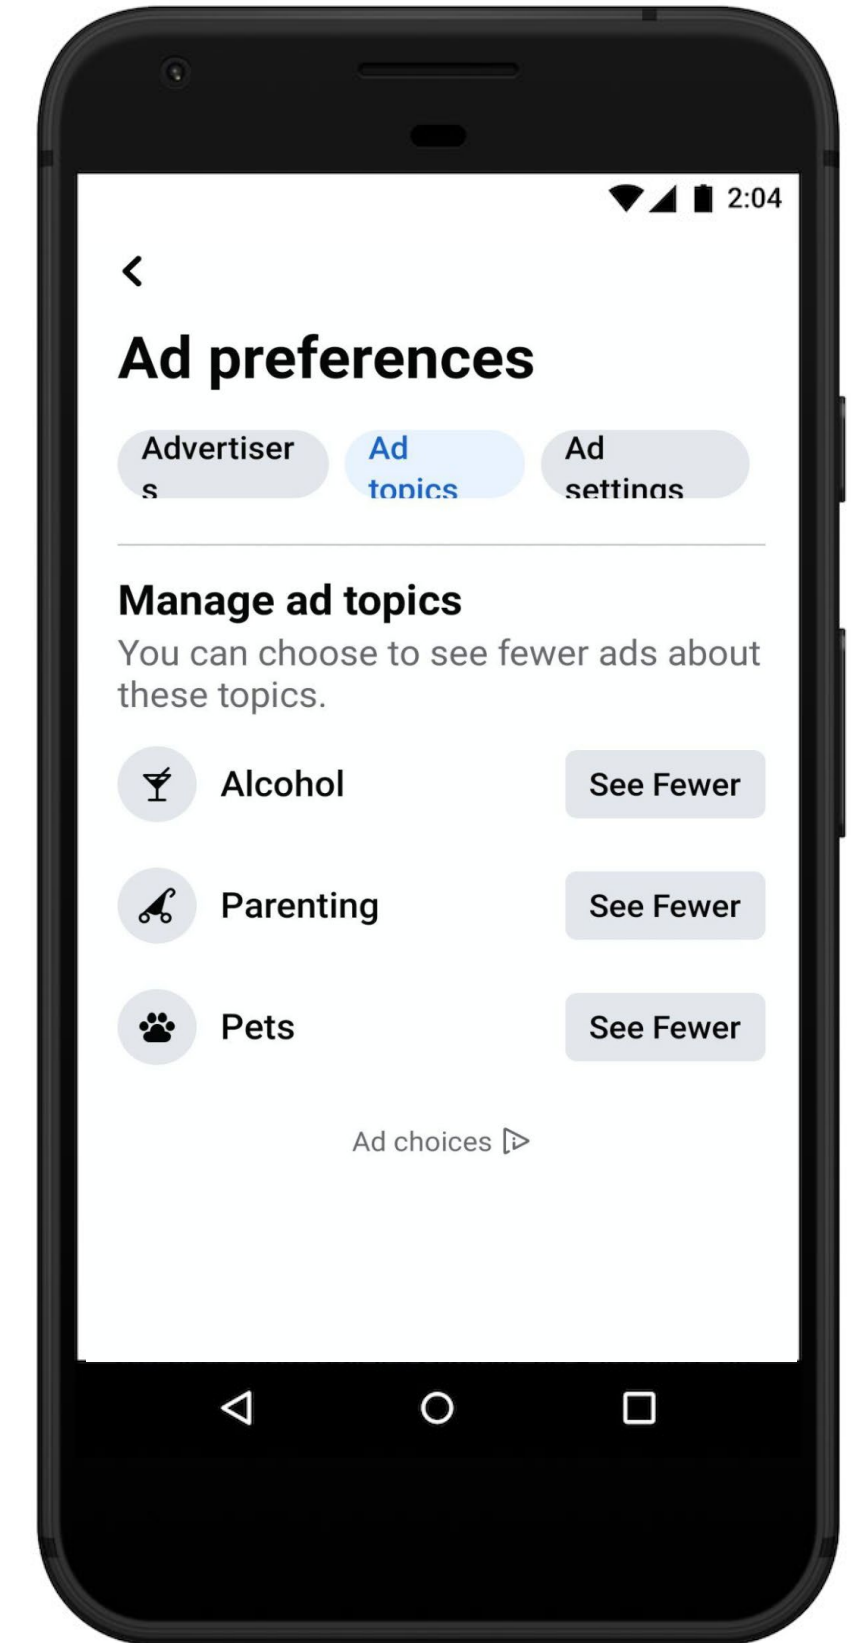 2:04
Ad preferences
Advertiser
s
Ad
topics
Ad
settings
Manage ad topics
You can choose to see fewer ads about
these topics.
Alcohol
See Fewer
Parenting
See Fewer
Pets
See Fewer
Ad choices